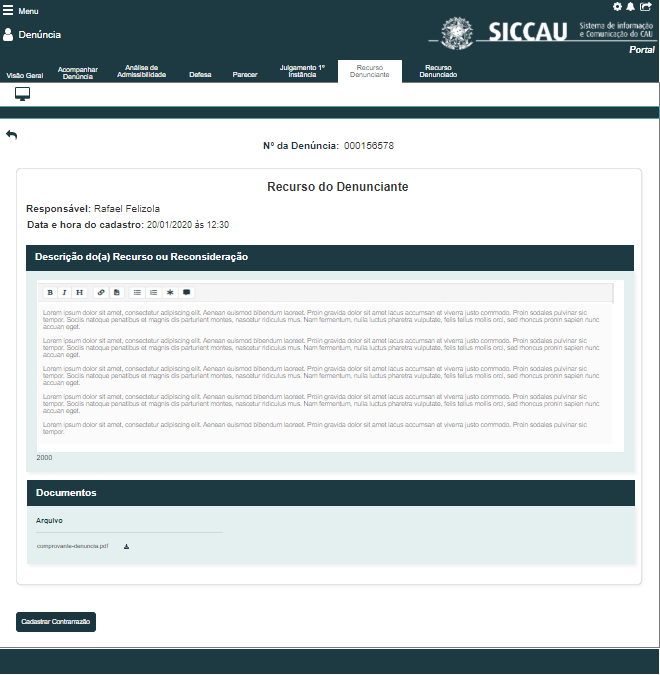 Menu
Denúncia
SICCAU
Sistema de informação
e Comunicação do CAU
Portal
Visão Geral
Acompanhar
Denúncia
Análise de
Admissibilidade
Defesa
Parecer
Julgamento 1º
Instância
Recurso
Denunciante
Recurso
Denunciado
Nº da Denúncia: 000156578
Recurso do Denunciante
Responsável: Rafael Felizola
Data e hora do cadastro: 20/01/2020 às 12:30
Descrição do(a) Recurso ou Reconsideração
B I H
Lorem ipsum dolor sit amet, consectetur adipiscing elit. Aenean euismod bibendum laoreet. Proin gravida dolor sit amet lacus accumsan et viverra justo commodo. Proin sodales pulvinar sic
tempor. Sociis natoque penatibus et magnis dis parturient montes, nascetur ridiculus mus. Nam fermentum, nulla luctus pharetra vulputate, felis tellus mollis orci, sed rhoncus pronin sapien nunc
accuan eget.
Lorem ipsum dolor sit amet, consectetur adipiscing elit. Aenean euismod bibendum laoreet. Proin gravida dolor sit amet lacus accumsan et viverra justo commodo. Proin sodales pulvinar sic
tempor. Sociis natoque penatibus et magnis dis parturient montes, nascetur ridiculus mus. Nam fermentum, nulla luctus pharetra vulputate, felis tellus mollis orci, sed rhoncus pronin sapien nunc
accuan eget.
Lorem ipsum dolor sit amet, consectetur adipiscing elit. Aenean euismod bibendum laoreet. Proin gravida dolor sit amet lacus accumsan et viverra justo commodo. Proin sodales pulvinar sic
tempor. Sociis natoque penatibus et magnis dis parturient montes, nascetur ridiculus mus. Nam fermentum, nulla luctus pharetra vulputate, felis tellus mollis orci, sed rhoncus pronin sapien nunc
accuan eget.
Lorem ipsum dolor sit amet, consectetur adipiscing elit. Aenean euismod bibendum laoreet. Proin gravida dolor sit amet lacus accumsan et viverra justo commodo. Proin sodales pulvinar sic
tempor. Sociis natoque penatibus et magnis dis parturient montes, nascetur ridiculus mus. Nam fermentum, nulla luctus pharetra vulputate, felis tellus mollis orci, sed rhoncus pronin sapien nunc
accuan eget.
Lorem ipsum dolor sit amet, consectetur adipiscing elit. Aenean euismod bibendum laoreet. Proin gravida dolor sit amet lacus accumsan et viverra justo commodo. Proin sodales pulvinar sic
tempor.
2000
Documentos
Arquivo
comprovante-denuncia.pdf
Cadastrar Contrarrazão